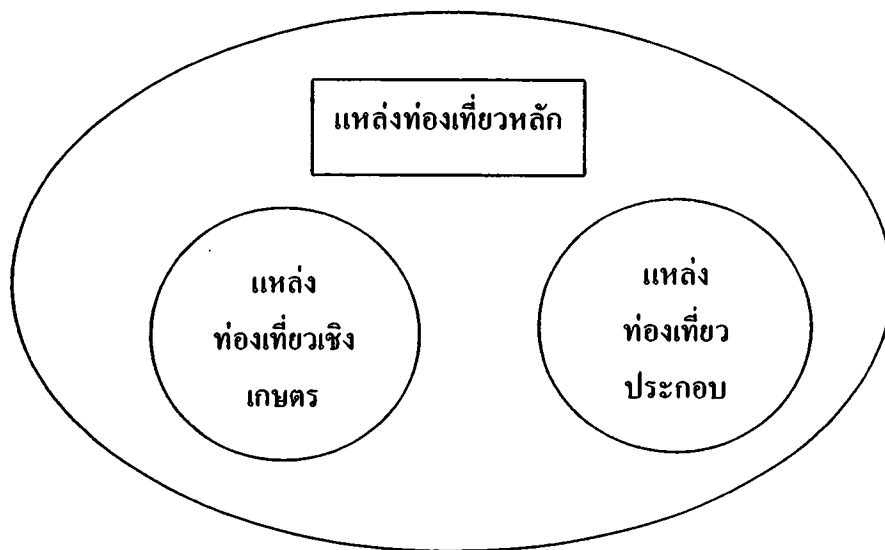 แหล่งท่องเที่ยวหลัก
แหล่ง
ท่องเที่ยวเชิง
เกษตร
แหล่ง
ท่องเที่ยว
ประกอบ